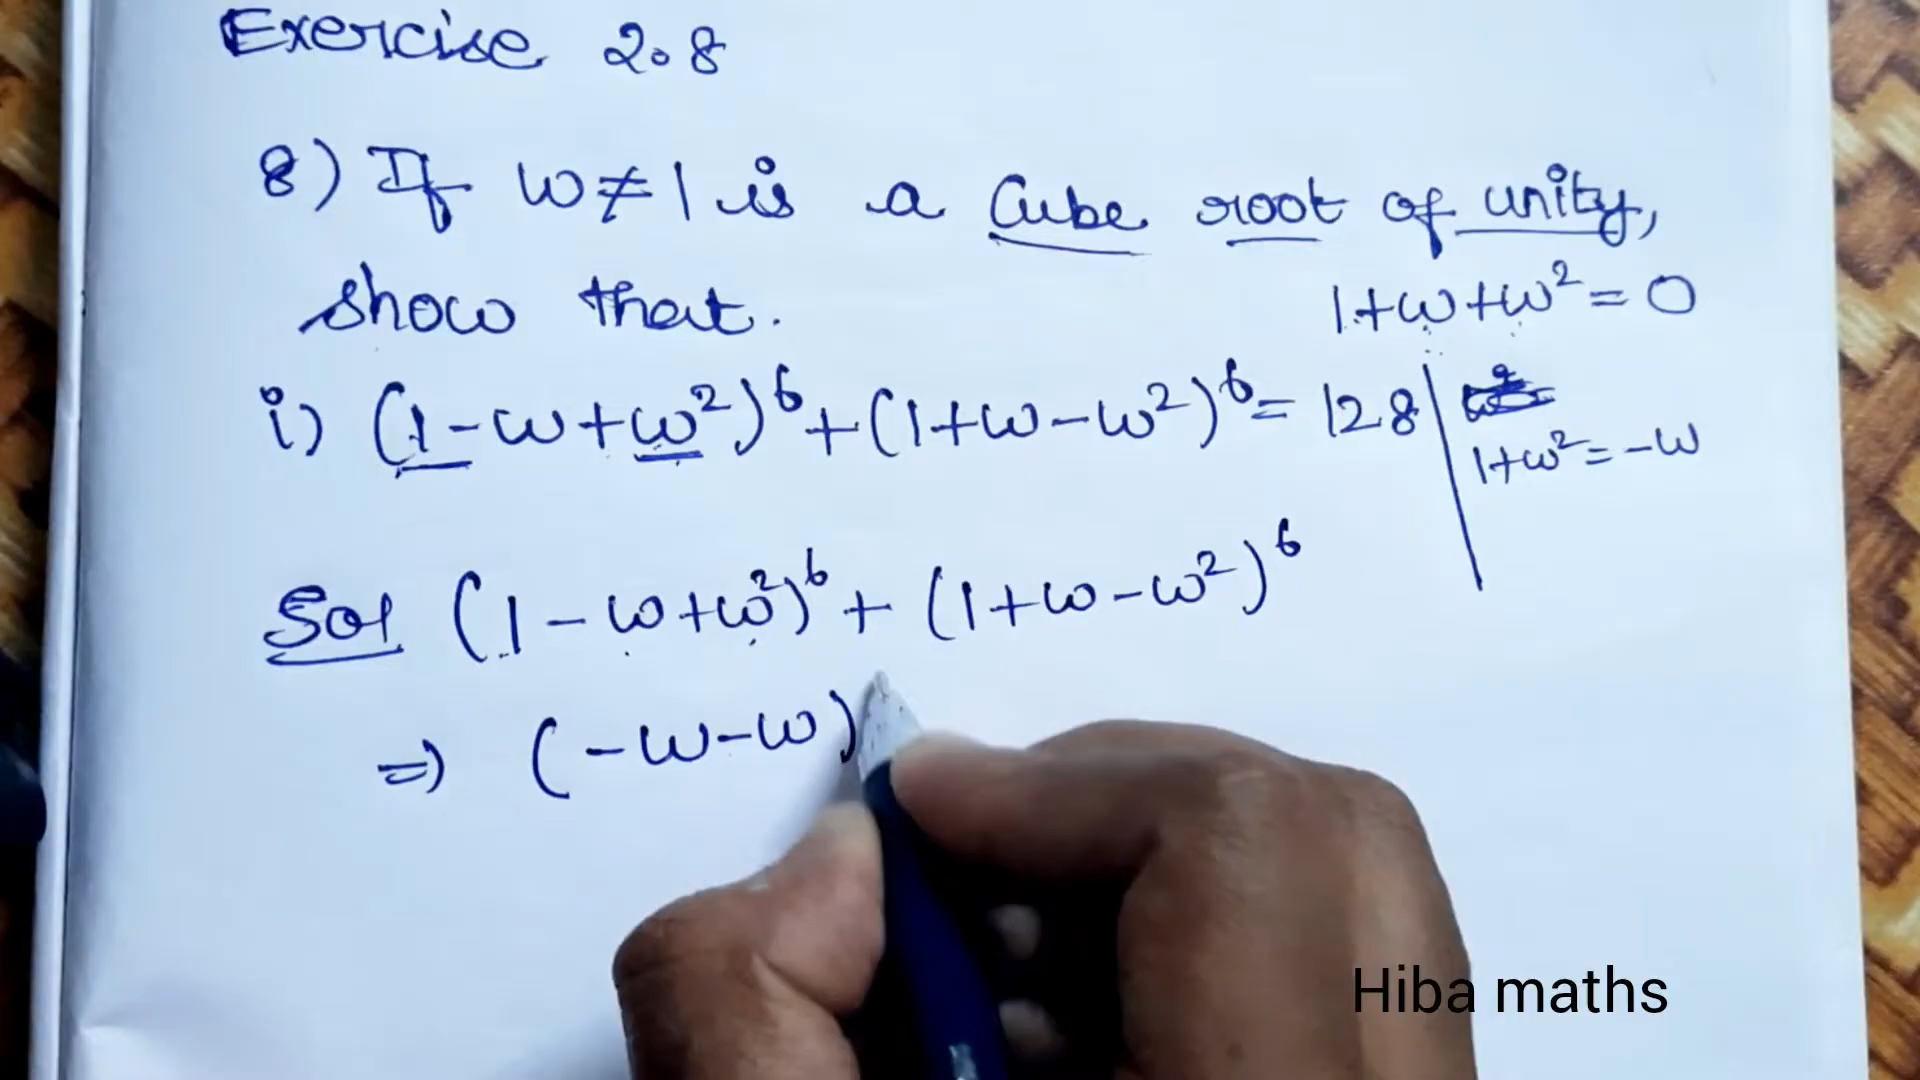 Exercise 2.8
8) If ω≠1 is a Cube root of unity,
show that.
1+ω+ω²=0
i) (1-ω+ω²)⁶+(1+ω-ω²)⁶=128
1+ω²=-ω
Sol (1-ω+ω²)⁶+(1+ω-ω²)⁶
⇒ (-ω-ω)
Hiba maths